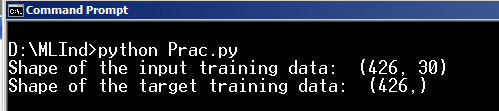 Command Prompt
D:\MLInd>python Prac.py
Shape of the input training data:  (426, 30)
Shape of the target training data:  (426,)